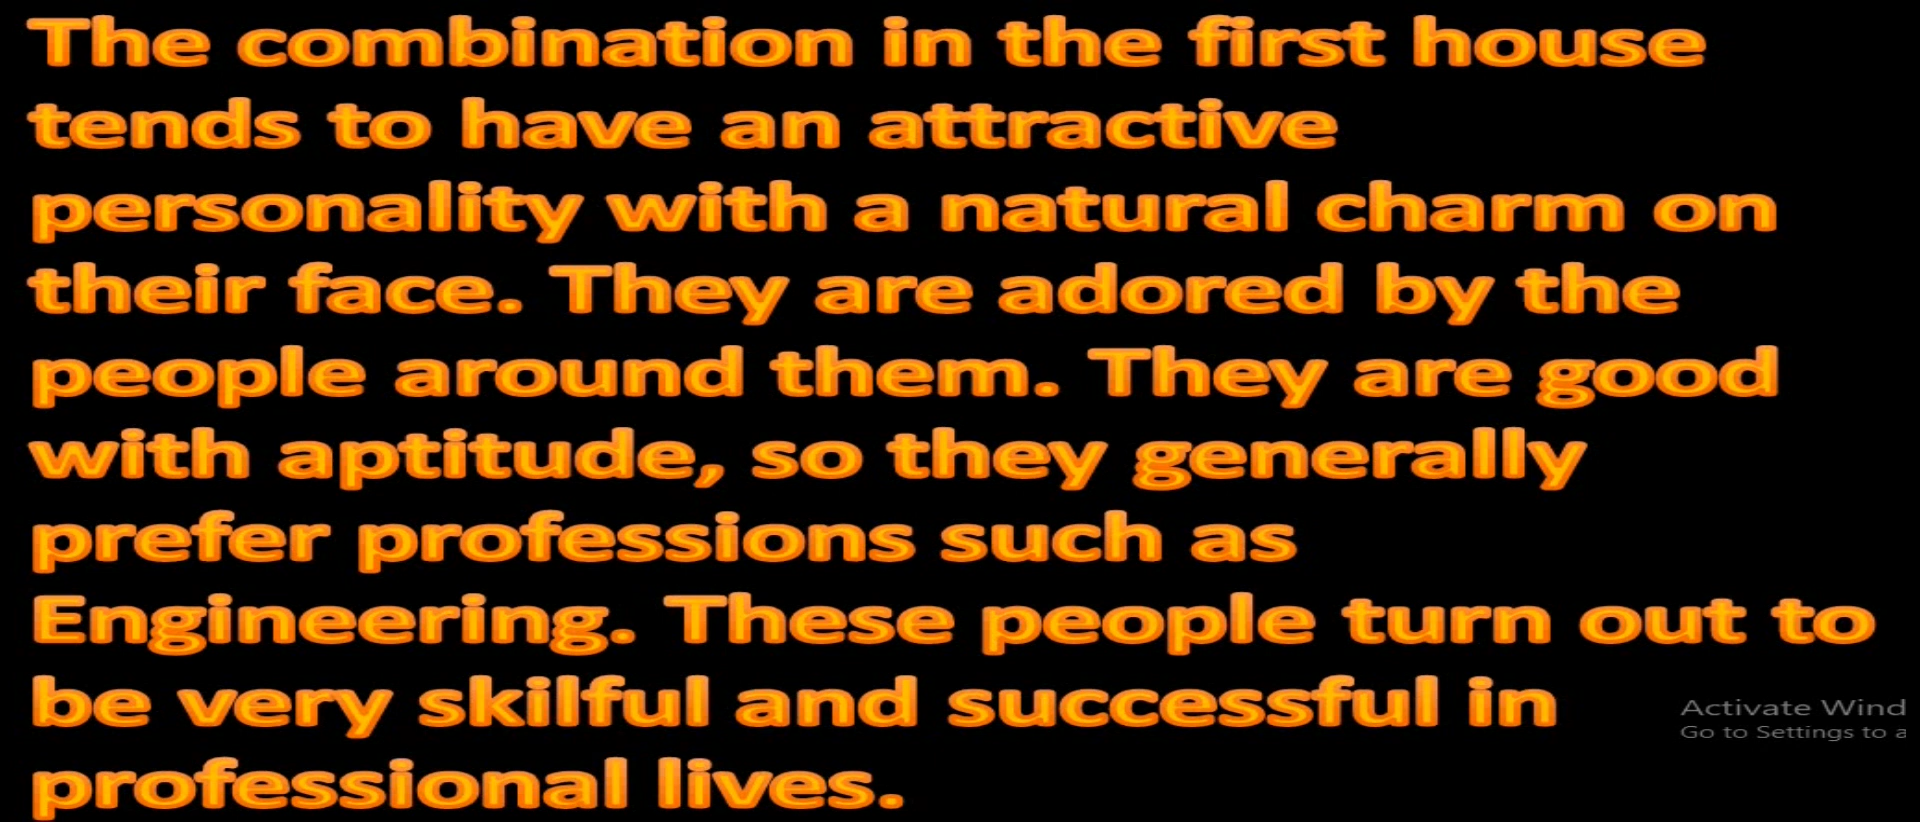 The combination in the first house
tends to have an attractive
personality with a natural charm on
their face. They are adored by the
people around them. They are good
with aptitude, so they generally
prefer professions such as
Engineering. These people turn out to
be very skilful and successful in
professional lives.
Activate Wind
Go to Settings to a